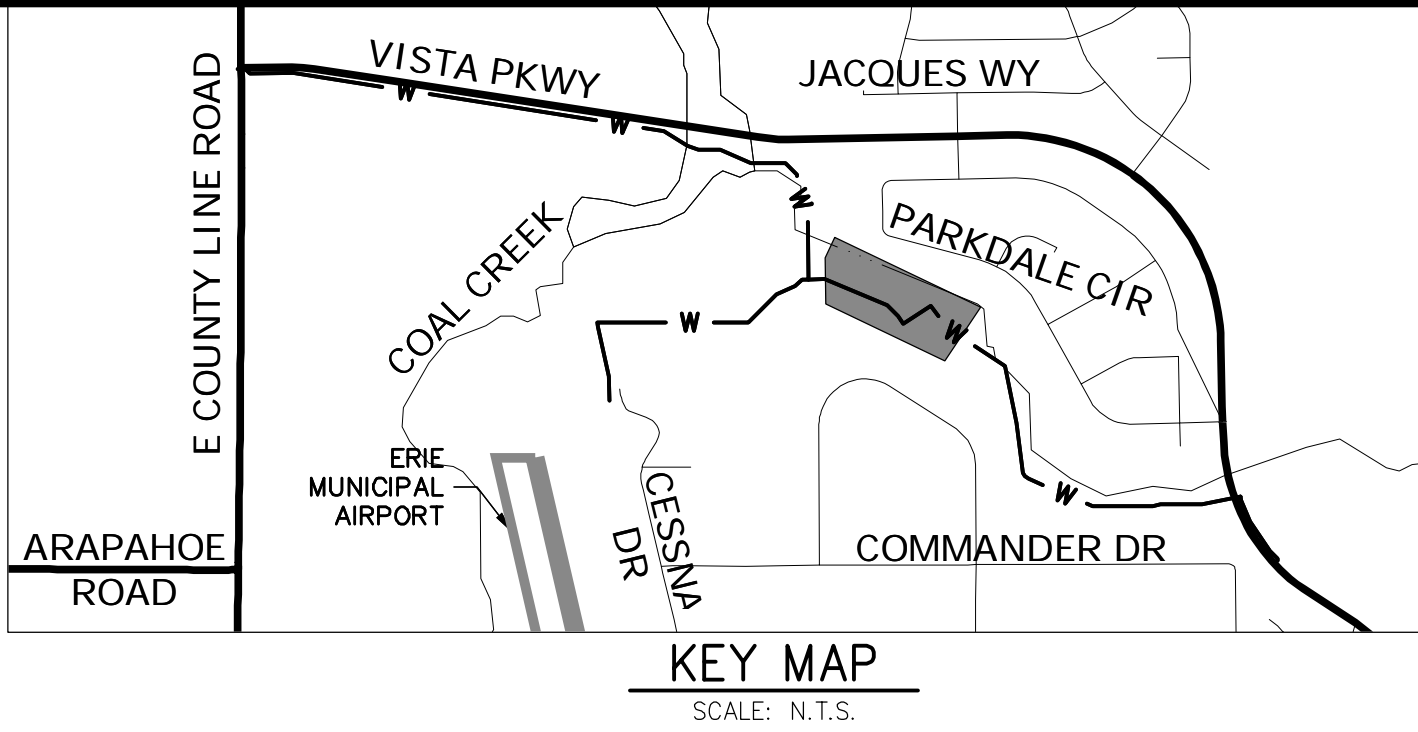 VISTA PKWY
JACQUES WY
W
W
E COUNTY LINE ROAD
W
COAL CREEK
PARKDALE CIR
W
W
ERIE
MUNICIPAL
AIRPORT
CESSNA
DR
W
ARAPAHOE
ROAD
COMMANDER DR
KEY MAP
SCALE: N.T.S.